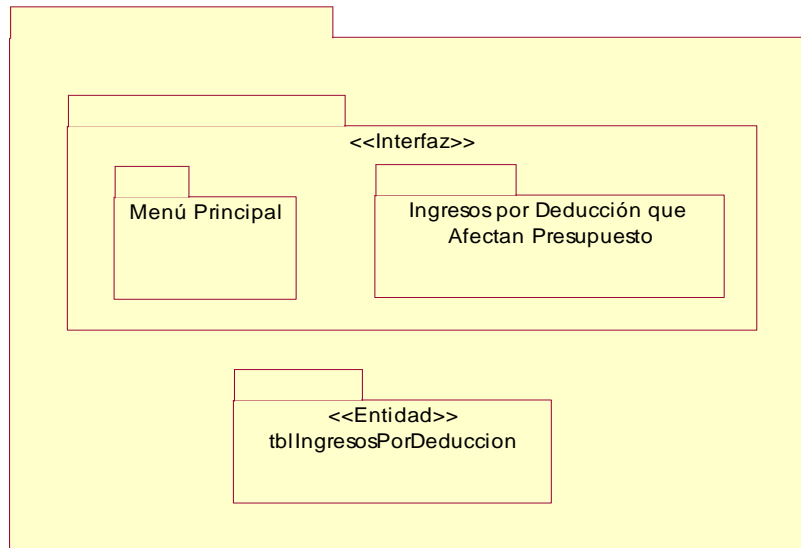 <<Interfaz>>
Menú Principal
Ingresos por Deducción que
Afectan Presupuesto
<<Entidad>>
tblIngresosPorDeduccion